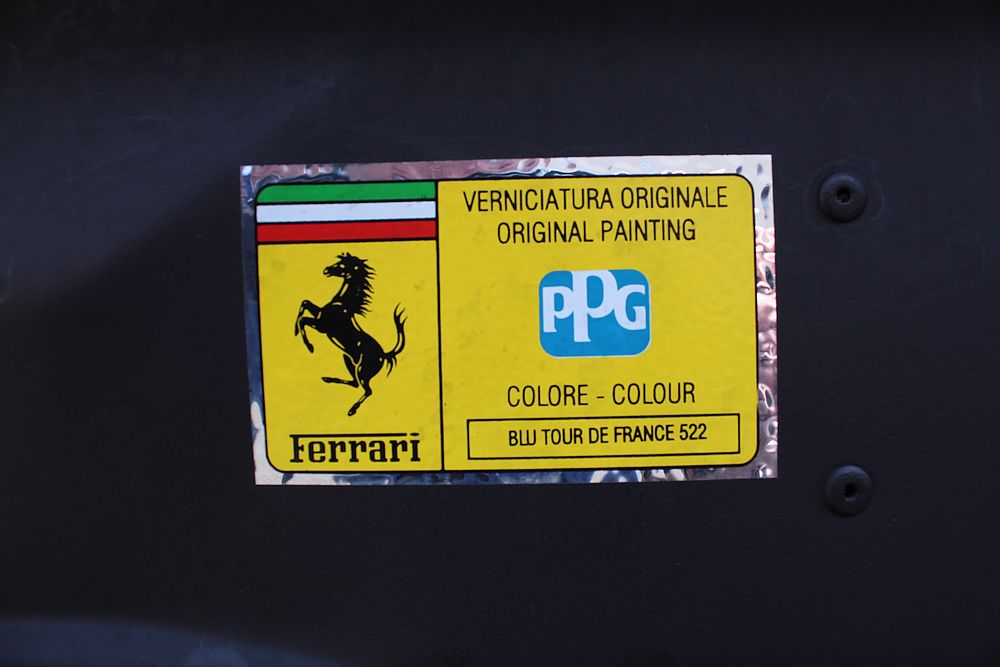 VERNICIATURA ORIGINALE
ORIGINAL PAINTING
PPG
COLORE - COLOUR
BLU TOUR DE FRANCE 522
Ferrari